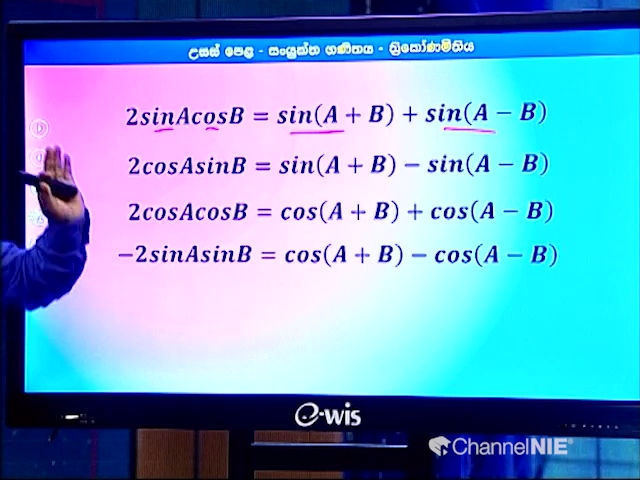 උසස් පෙළ - සංයුක්ත ගණිතය - ත්‍රිකෝණමිතිය
2sinAcosB = sin(A + B) + sin(A − B)
2cosAsinB = sin(A + B) − sin(A − B)
2cosAcosB = cos(A + B) + cos(A − B)
−2sinAsinB = cos(A + B) − cos(A − B)
e-wis
ChannelNIE